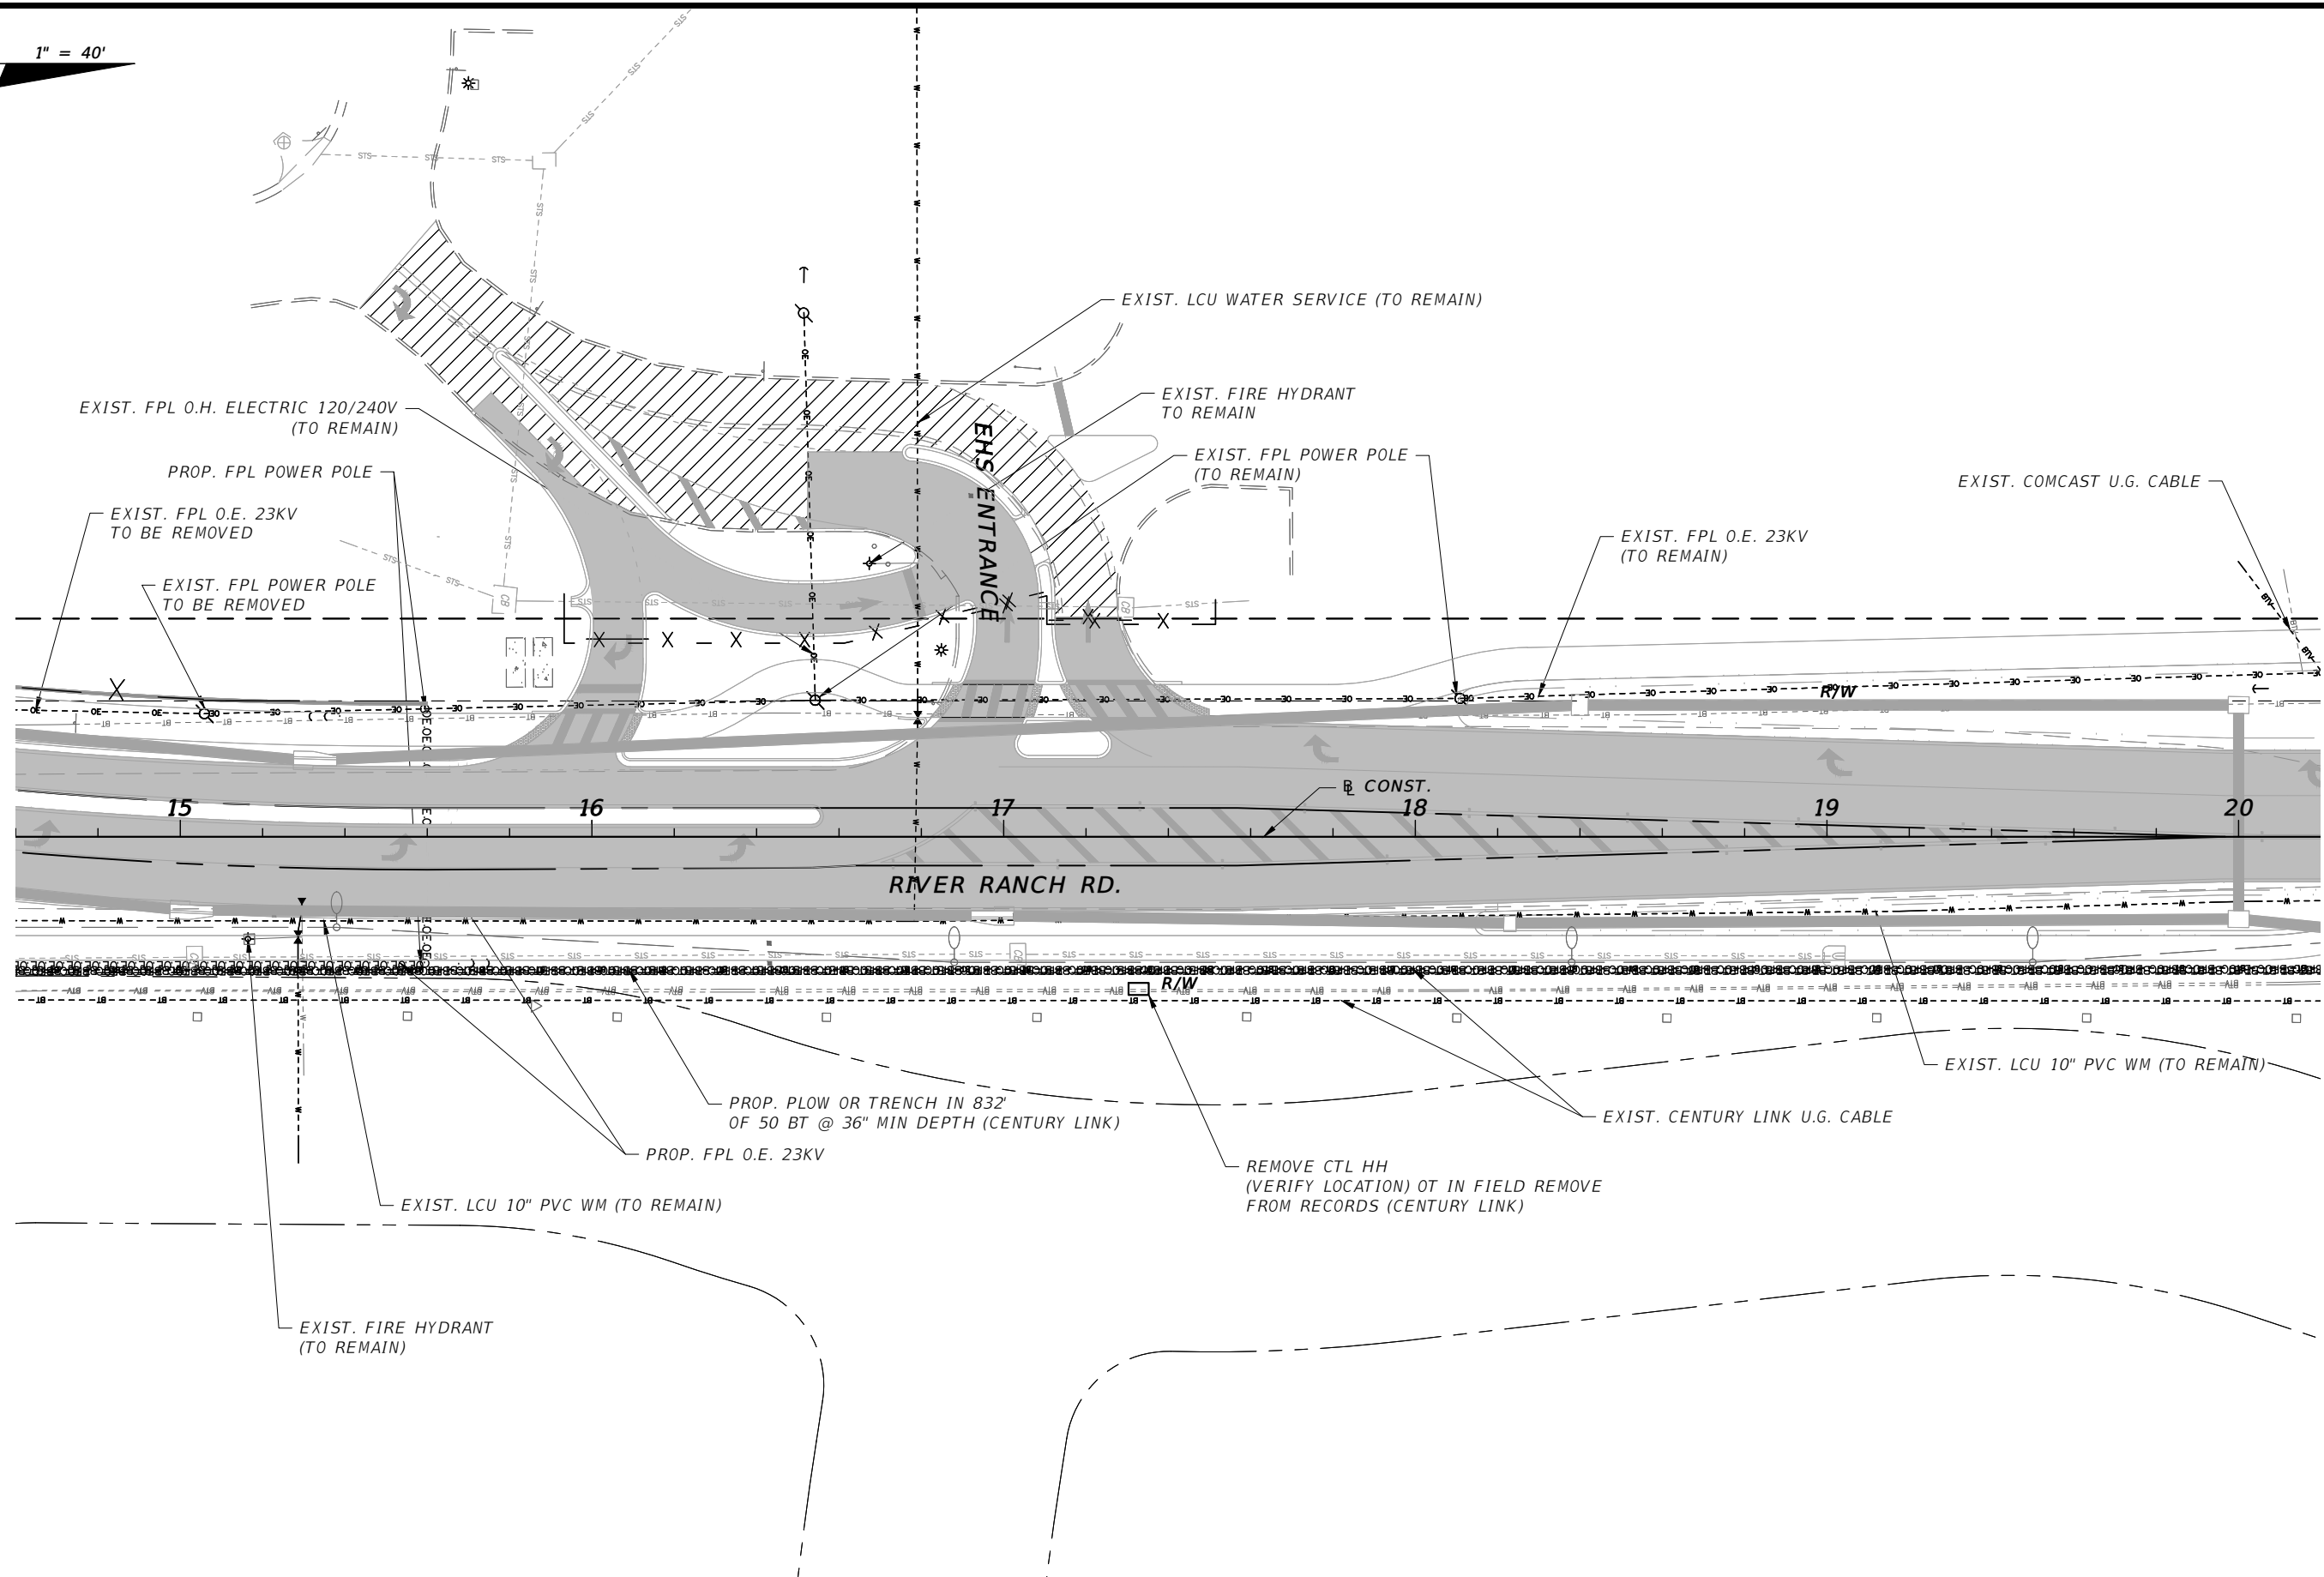 1" = 40'
EXIST. LCU WATER SERVICE (TO REMAIN)
EXIST. FPL O.H. ELECTRIC 120/240V
(TO REMAIN)
EXIST. FIRE HYDRANT
TO REMAIN
PROP. FPL POWER POLE
EXIST. FPL POWER POLE
(TO REMAIN)
EXIST. COMCAST U.G. CABLE
EXIST. FPL O.E. 23KV
TO BE REMOVED
EXIST. FPL O.E. 23KV
(TO REMAIN)
EXIST. FPL POWER POLE
TO BE REMOVED
EHS ENTRANCE
R/W
BL CONST.
15 16 17 18 19 20
RIVER RANCH RD.
R/W
EXIST. LCU 10" PVC WM (TO REMAIN)
PROP. PLOW OR TRENCH IN 832'
OF 50 BT @ 36" MIN DEPTH (CENTURY LINK)
EXIST. CENTURY LINK U.G. CABLE
PROP. FPL O.E. 23KV
REMOVE CTL HH
(VERIFY LOCATION) OT IN FIELD REMOVE
FROM RECORDS (CENTURY LINK)
EXIST. LCU 10" PVC WM (TO REMAIN)
EXIST. FIRE HYDRANT
(TO REMAIN)